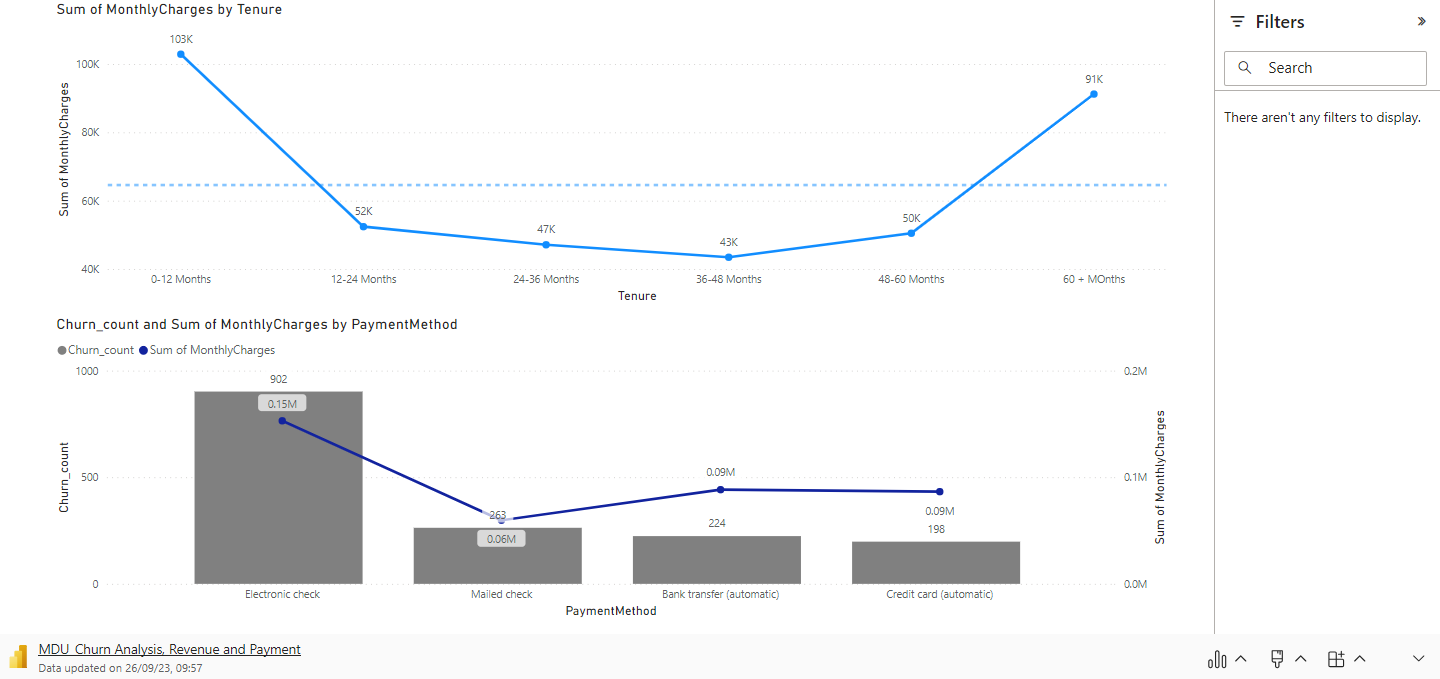 Sum of MonthlyCharges by Tenure
Sum of MonthlyCharges
100K
80K
60K
40K
103K
52K
47K
43K
50K
91K
0-12 Months
12-24 Months
24-36 Months
36-48 Months
48-60 Months
60 + MOnths
Tenure
Churn_count and Sum of MonthlyCharges by PaymentMethod
Churn_count
Sum of MonthlyCharges
Churn_count
1000
500
0
902
0.15M
263
0.06M
0.09M
224
0.09M
198
0.2M
0.1M
0.0M
Sum of MonthlyCharges
Electronic check
Mailed check
Bank transfer (automatic)
Credit card (automatic)
PaymentMethod
Filters
Search
There aren't any filters to display.
MDU_Churn Analysis, Revenue and Payment
Data updated on 26/09/23, 09:57